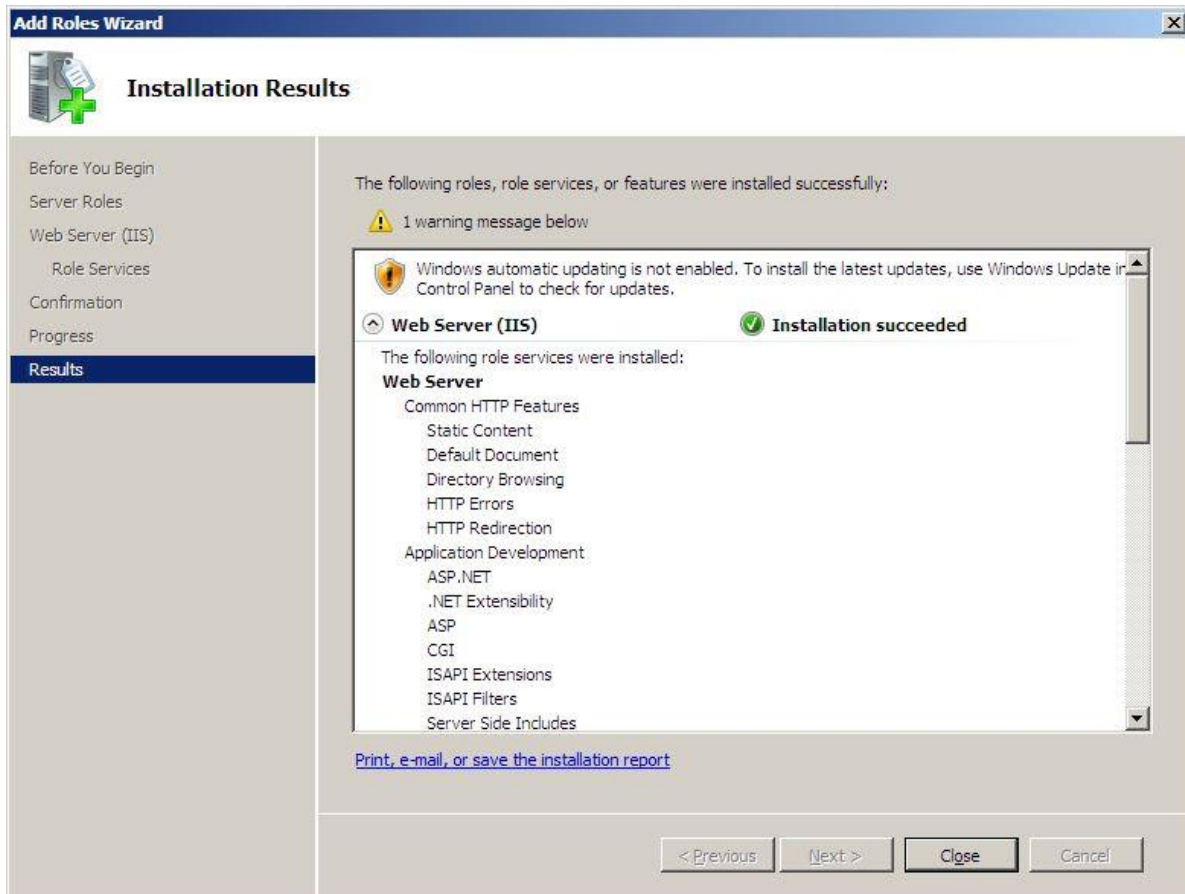 Add Roles Wizard
Installation Results
Before You Begin
Server Roles
Web Server (IIS)
Role Services
Confirmation
Progress
Results
The following roles, role services, or features were installed successfully:
1 warning message below
Windows automatic updating is not enabled. To install the latest updates, use Windows Update in
Control Panel to check for updates.
Web Server (IIS) Installation succeeded
The following role services were installed:
Web Server
Common HTTP Features
Static Content
Default Document
Directory Browsing
HTTP Errors
HTTP Redirection
Application Development
ASP.NET
.NET Extensibility
ASP
CGI
ISAPI Extensions
ISAPI Filters
Server Side Includes
Print, e-mail, or save the installation report
< Previous Next > Close Cancel